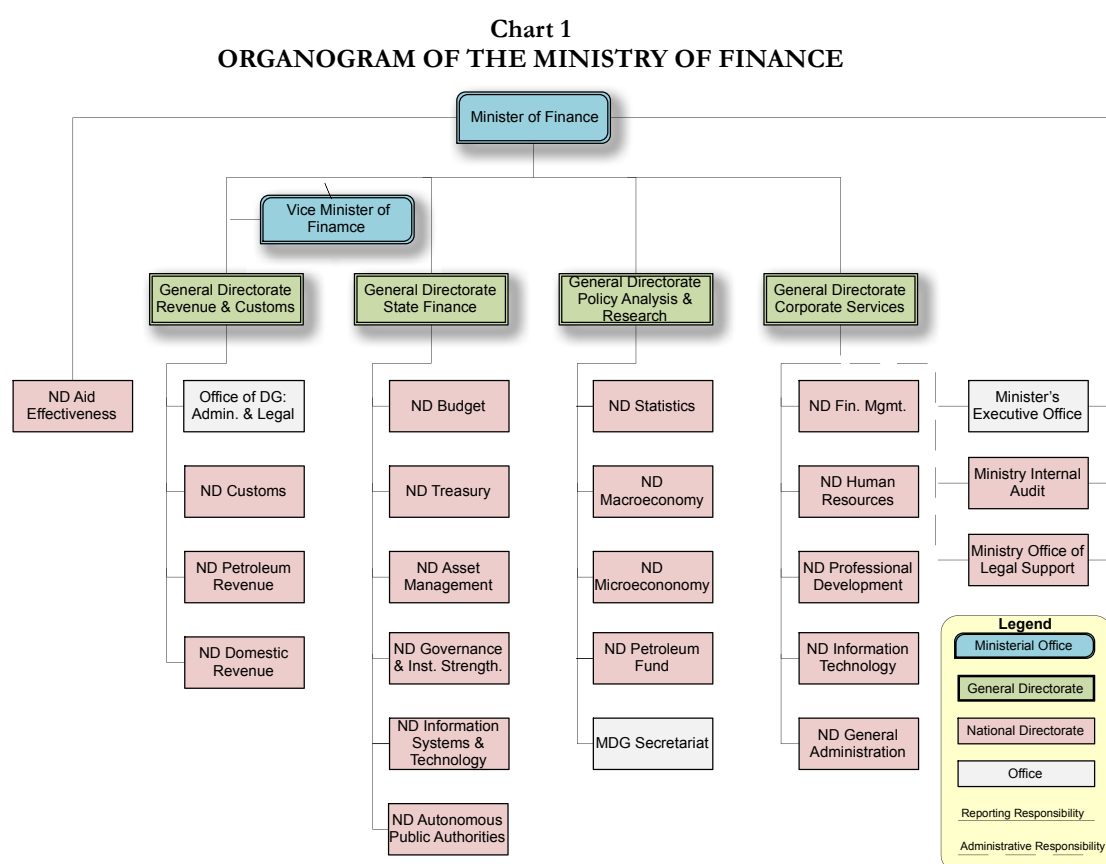 Chart 1
ORGANOGRAM OF THE MINISTRY OF FINANCE
Minister of Finance
Vice Minister of
Finamce
General Directorate
Revenue & Customs
General Directorate
State Finance
General Directorate
Policy Analysis &
Research
General Directorate
Corporate Services
ND Aid
Effectiveness
Office of DG:
Admin. & Legal
ND Customs
ND Petroleum
Revenue
ND Domestic
Revenue
ND Budget
ND Treasury
ND Asset
Management
ND Governance
& Inst. Strength.
ND Information
Systems &
Technology
ND Autonomous
Public Authorities
ND Statistics
ND
Macroeconomy
ND
Microecononomy
ND Petroleum
Fund
MDG Secretariat
ND Fin. Mgmt.
ND Human
Resources
ND Professional
Development
ND Information
Technology
ND General
Administration
Minister's
Executive Office
Ministry Internal
Audit
Ministry Office of
Legal Support
Legend
Ministerial Office
General Directorate
National Directorate
Office
Reporting Responsibility
Administrative Responsibility